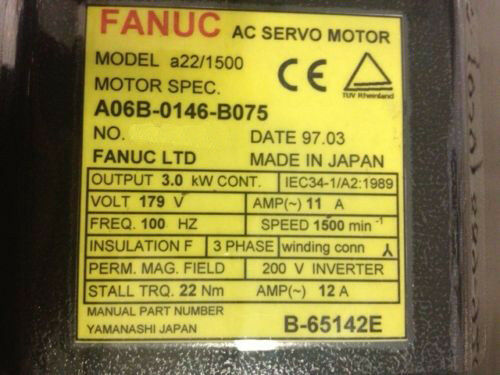 FANUC AC SERVO MOTOR
MODEL a22/1500
MOTOR SPEC.
A06B-0146-B075
NO. DATE 97.03
FANUC LTD MADE IN JAPAN
CE
TUV Rheinland
OUTPUT 3.0 kW CONT. IEC34-1/A2:1989
VOLT 179 V AMP(~) 11 A
FREQ. 100 HZ SPEED 1500 min -1
INSULATION F 3 PHASE winding conn
PERM. MAG. FIELD 200 V INVERTER
STALL TRQ. 22 Nm AMP(~) 12 A
MANUAL PART NUMBER
YAMANASHI JAPAN B-65142E